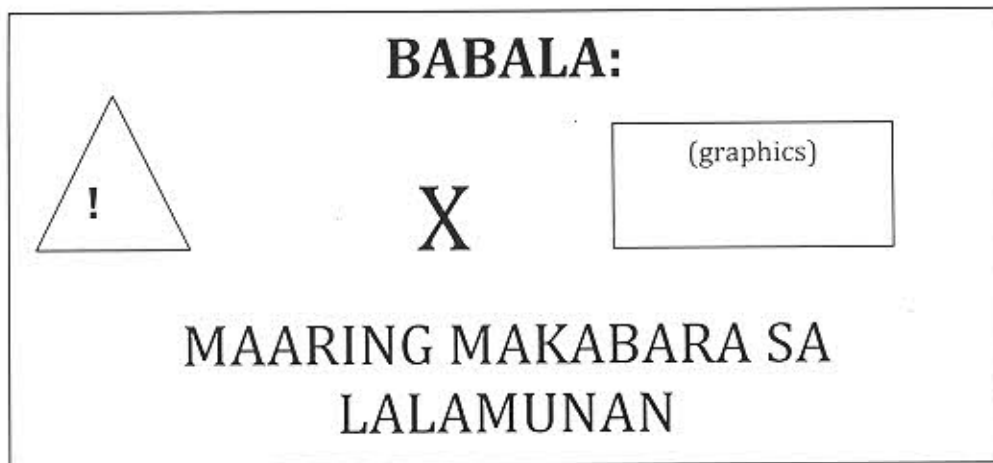 BABALA:
(graphics)
!
X
MAARING MAKABARA SA
LALAMUNAN